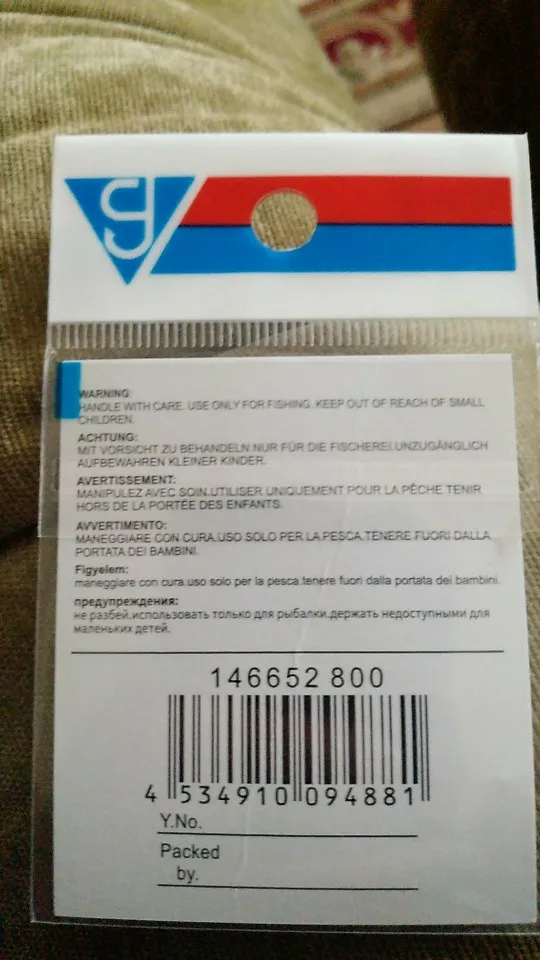 WARNING:
HANDLE WITH CARE. USE ONLY FOR FISHING. KEEP OUT OF REACH OF SMALL
CHILDREN.
ACHTUNG:
MIT VORSICHT ZU BEHANDELN.NUR FÜR DIE FISCHEREI.UNZUGÄNGLICH
AUFBEWAHREN KLEINER KINDER.
AVERTISSEMENT:
MANIPULEZ AVEC SOIN.UTILISER UNIQUEMENT POUR LA PÊCHE TENIR
HORS DE LA PORTÉE DES ENFANTS.
AVVERTIMENTO:
MANEGGIARE CON CURA.USO SOLO PER LA PESCA.TENERE FUORI DALLA
PORTATA DEI BAMBINI.
Figyelem:
maneggiare con cura.uso solo per la pesca.tenere fuori dalla portata dei bambini.
предупреждения:
не разбей.использовать только для рыбалки.держать недоступными для
маленьких детей.
146652 800
4 534910 094881
Y.No.
Packed
by.